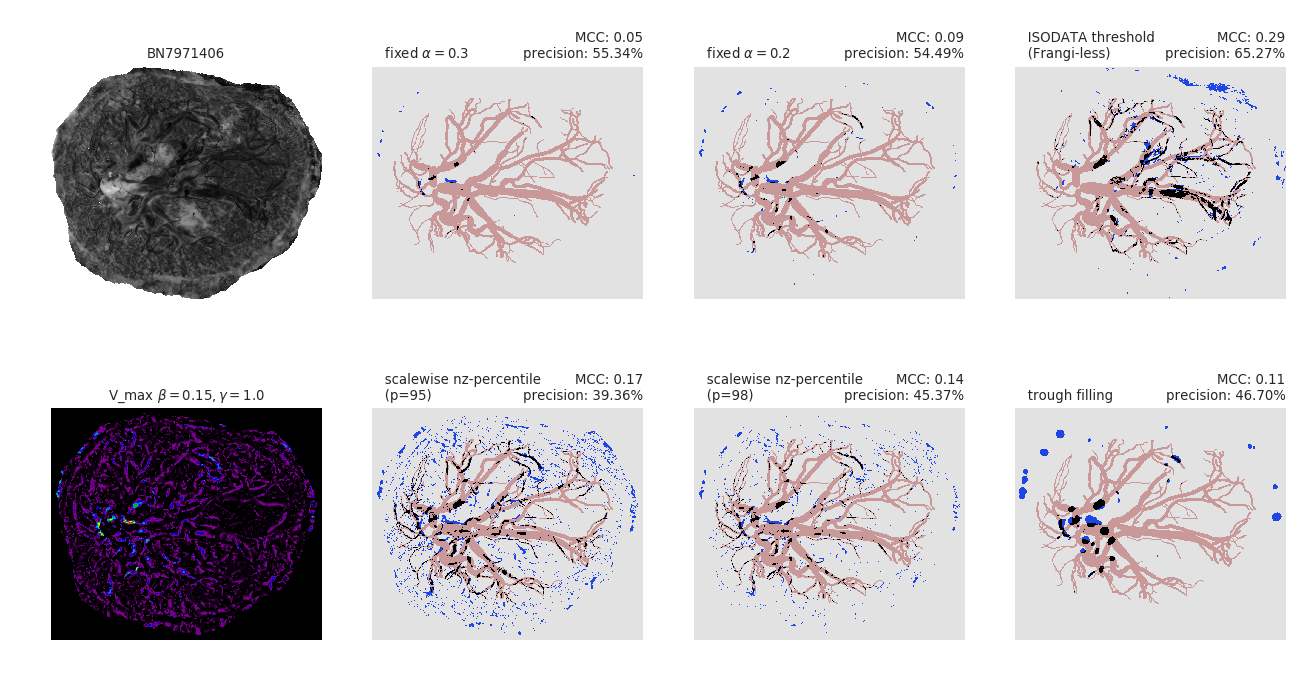 BN7971406
MCC: 0.05
fixed α = 0.3 precision: 55.34%
MCC: 0.09
fixed α = 0.2 precision: 54.49%
ISODATA threshold MCC: 0.29
(Frangi-less) precision: 65.27%
V_max β = 0.15, γ = 1.0
scalewise nz-percentile MCC: 0.17
(p=95) precision: 39.36%
scalewise nz-percentile MCC: 0.14
(p=98) precision: 45.37%
MCC: 0.11
trough filling precision: 46.70%